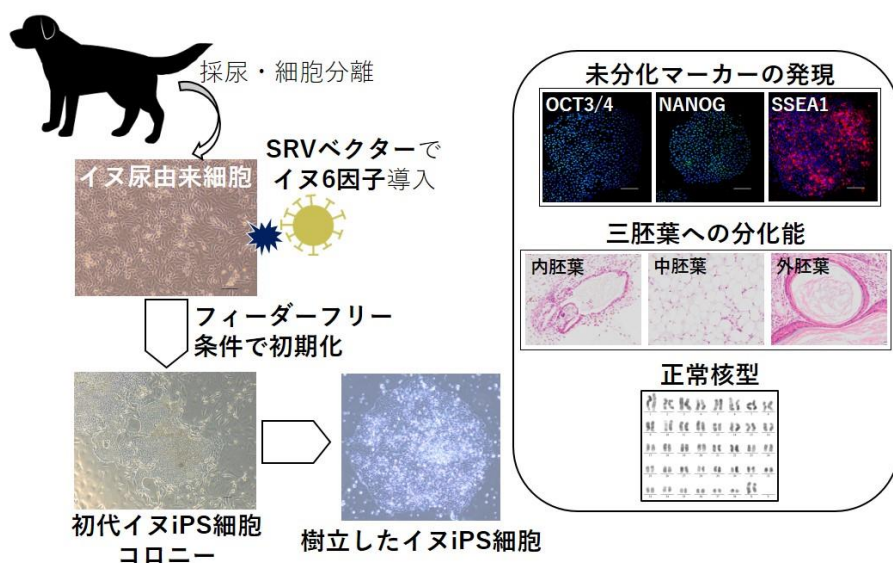 採尿・細胞分離
イヌ尿由来細胞
SRVベクターで
イヌ6因子導入
フィーダーフリー
条件で初期化
初代イヌiPS細胞
コロニー
樹立したイヌiPS細胞
未分化マーカーの発現
OCT3/4
NANOG
SSEA1
三胚葉への分化能
内胚葉
中胚葉
外胚葉
正常核型